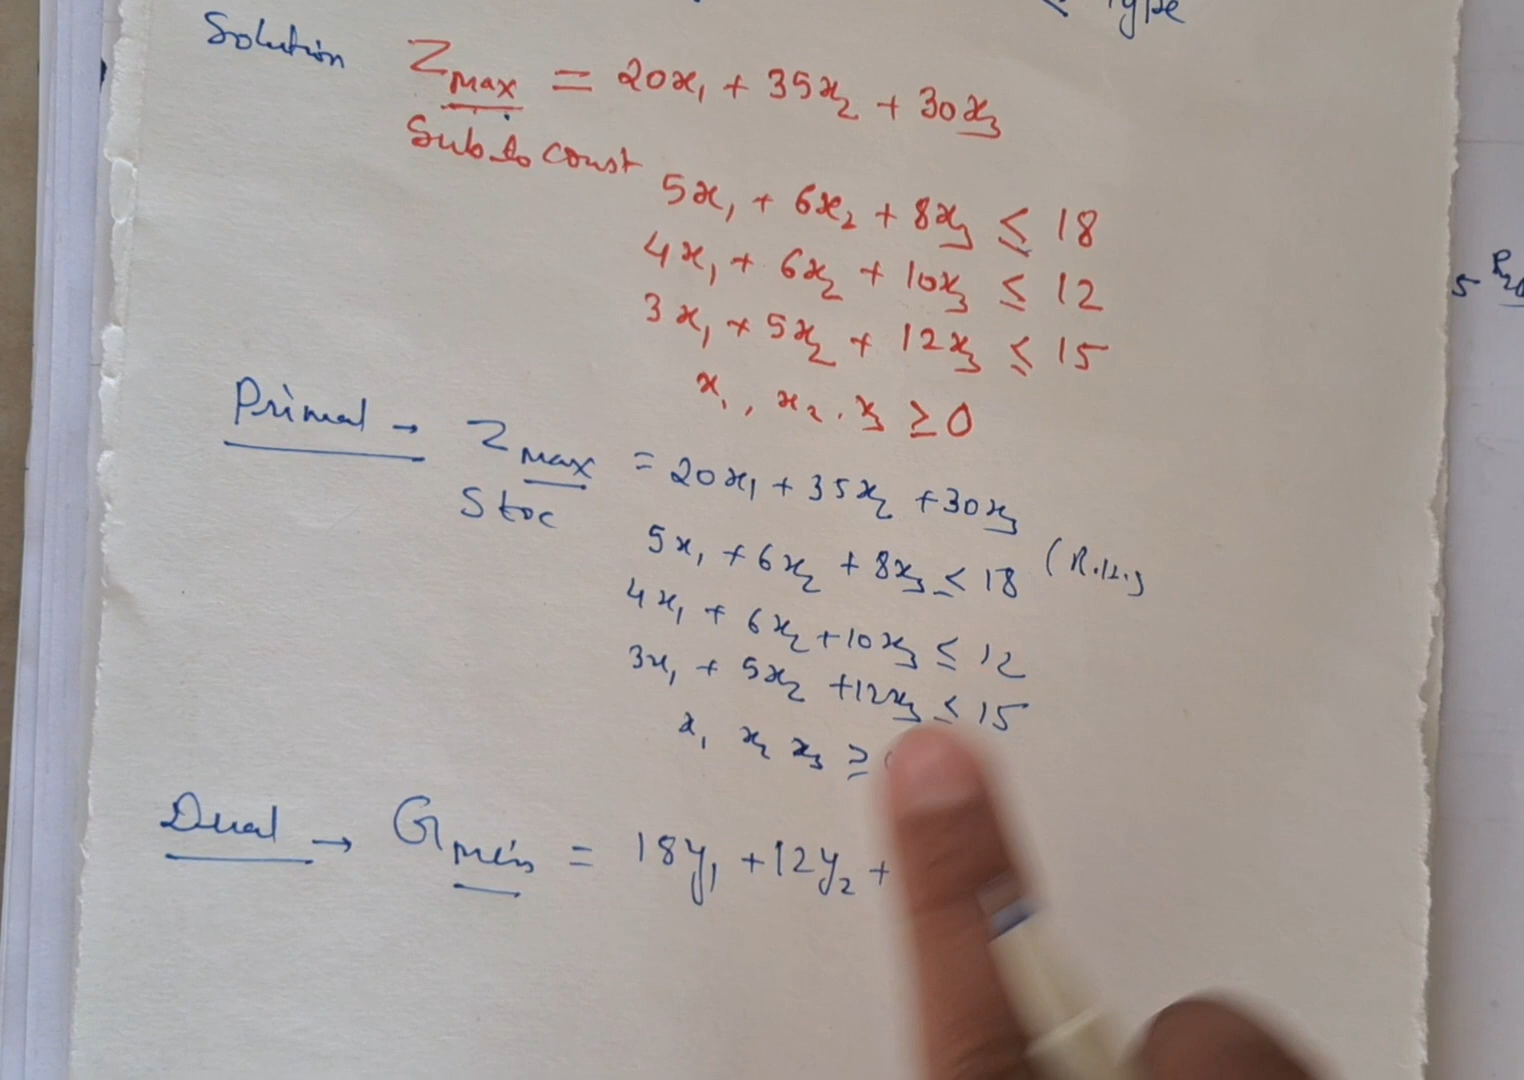 Type
Solution Zmax = 20x₁ + 35x₂ + 30x₃
Sub to const
5x₁ + 6x₂ + 8x₃ ≤ 18
4x₁ + 6x₂ + 10x₃ ≤ 12
3x₁ + 5x₂ + 12x₃ ≤ 15
x₁, x₂, x₃ ≥ 0
Primal → Zmax = 20x₁ + 35x₂ + 30x₃
Stoc
5x₁ + 6x₂ + 8x₃ ≤ 18
4x₁ + 6x₂ + 10x₃ ≤ 12
3x₁ + 5x₂ + 12x₃ ≤ 15
x₁ x₂ x₃ ≥
Dual → Gmin = 18y₁ + 12y₂ +